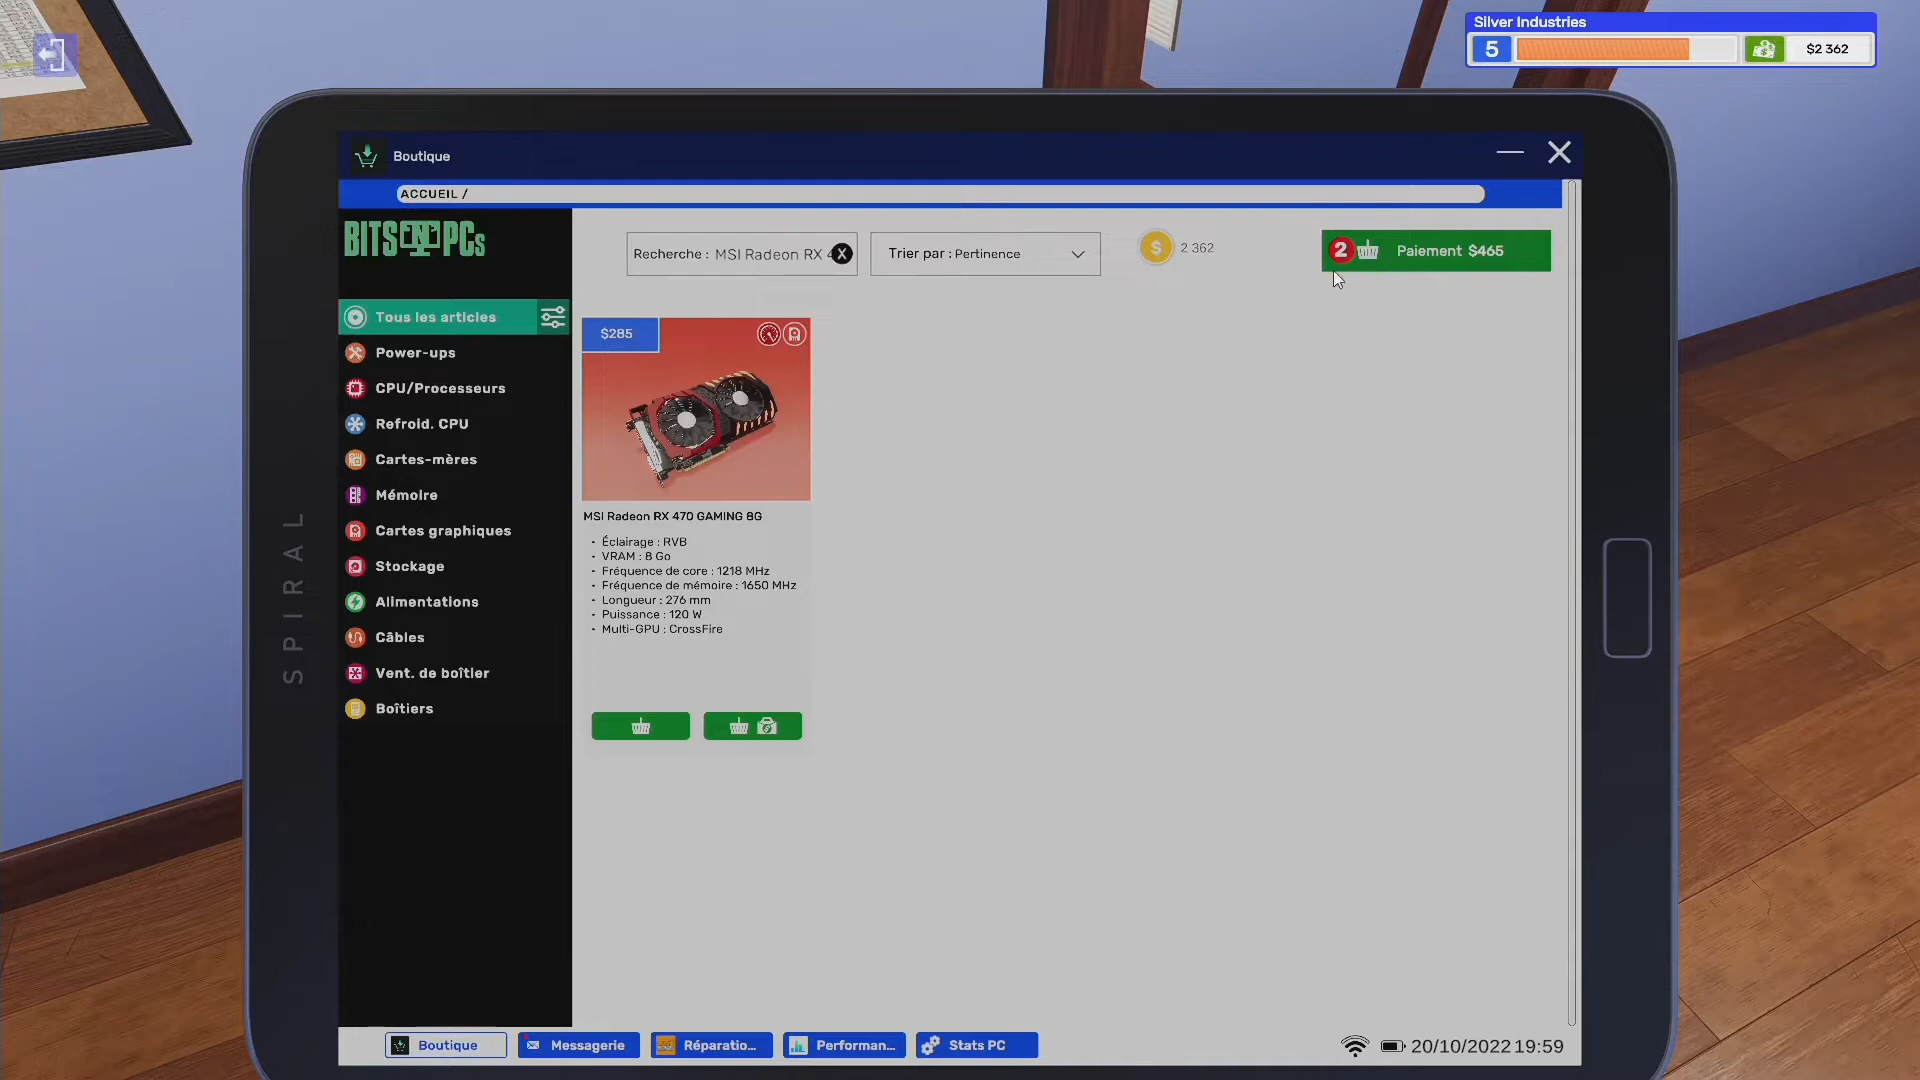 Silver Industries
5
$2 362
Boutique
ACCUEIL /
BITS 'N' PCs
Recherche : MSI Radeon RX 4
X
Trier par : Pertinence
$ 2 362
2 Paiement $465
Tous les articles
Power-ups
CPU/Processeurs
Refroid. CPU
Cartes-mères
Mémoire
Cartes graphiques
Stockage
Alimentations
Câbles
Vent. de boîtier
Boîtiers
$285
MSI Radeon RX 470 GAMING 8G
• Éclairage : RVB
• VRAM : 8 Go
• Fréquence de core : 1218 MHz
• Fréquence de mémoire : 1650 MHz
• Longueur : 276 mm
• Puissance : 120 W
• Multi-GPU : CrossFire
SPIRAL
Boutique
Messagerie
Réparatio...
Performan...
Stats PC
20/10/2022 19:59